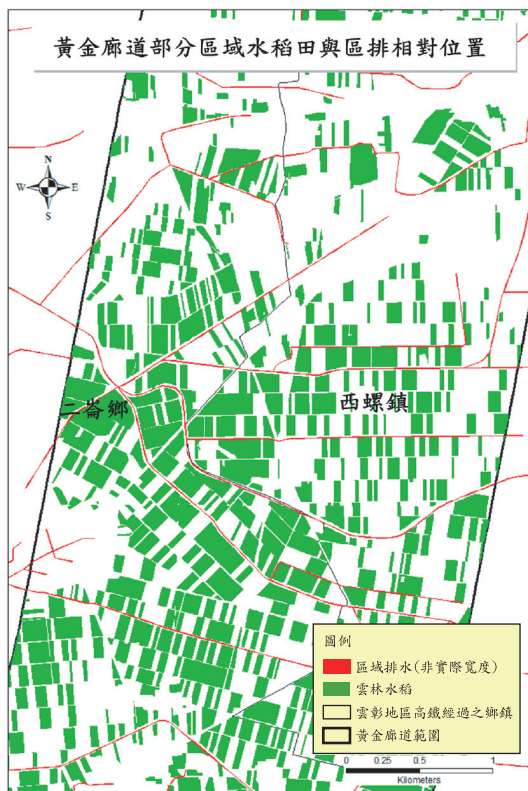 黃金廊道部分區域水稻田與區排相對位置
N
W E
S
二崙鄉
西螺鎮
圖例
區域排水(非實際寬度)
雲林水稻
雲彰地區高鐵經過之鄉鎮
黃金廊道範圍
0 0.25 0.5 1
Kilometers